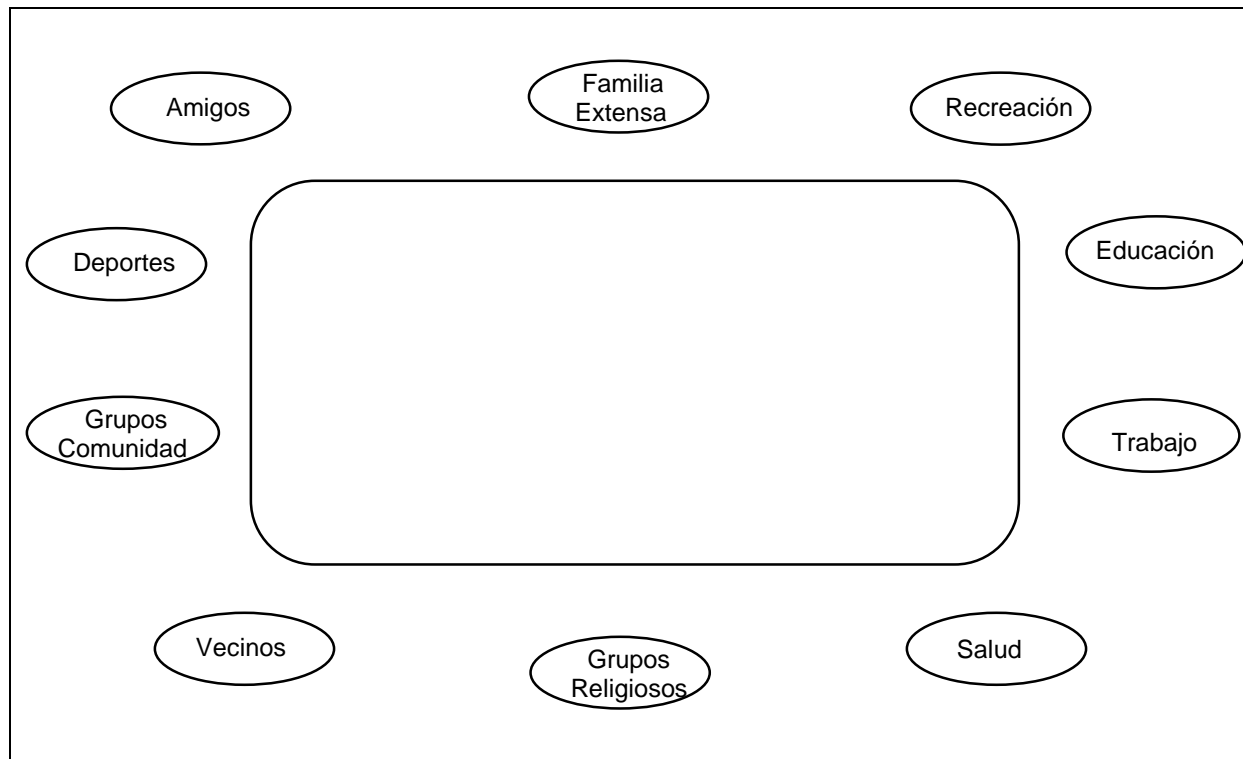 Amigos
Familia
Extensa
Recreación
Deportes
Educación
Grupos
Comunidad
Trabajo
Vecinos
Grupos
Religiosos
Salud